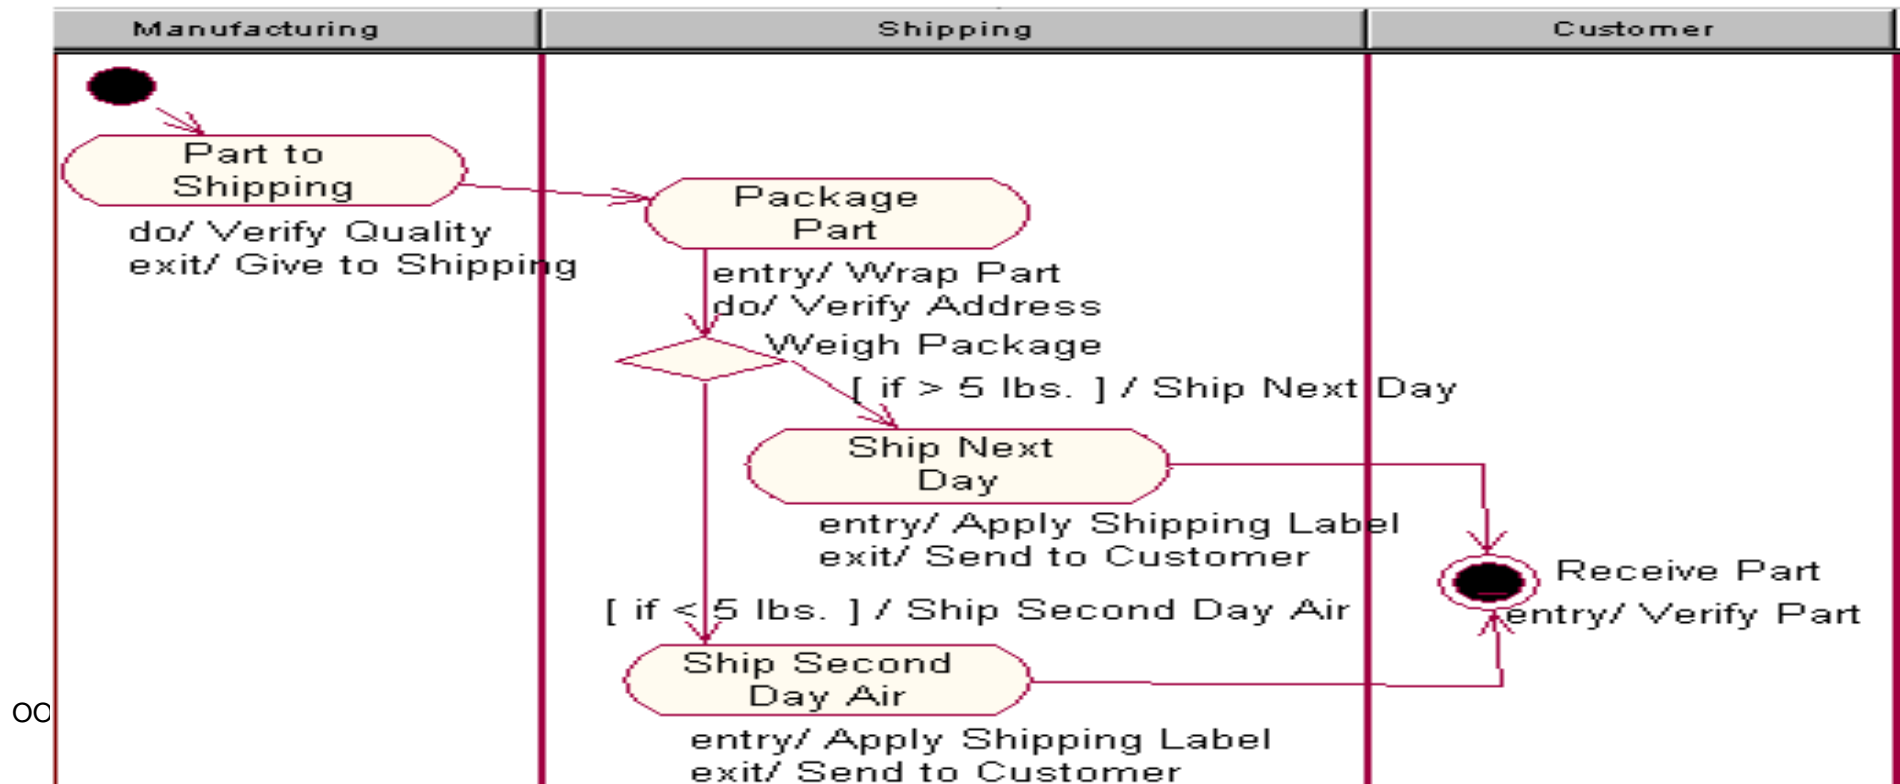 Manufacturing
Shipping
Customer
Part to
Shipping
do/ Verify Quality
exit/ Give to Shipping
Package
Part
entry/ Wrap Part
do/ Verify Address
Weigh Package
[ if > 5 lbs. ] / Ship Next Day
Ship Next
Day
entry/ Apply Shipping Label
exit/ Send to Customer
Receive Part
entry/ Verify Part
[ if < 5 lbs. ] / Ship Second Day Air
Ship Second
Day Air
entry/ Apply Shipping Label
exit/ Send to Customer